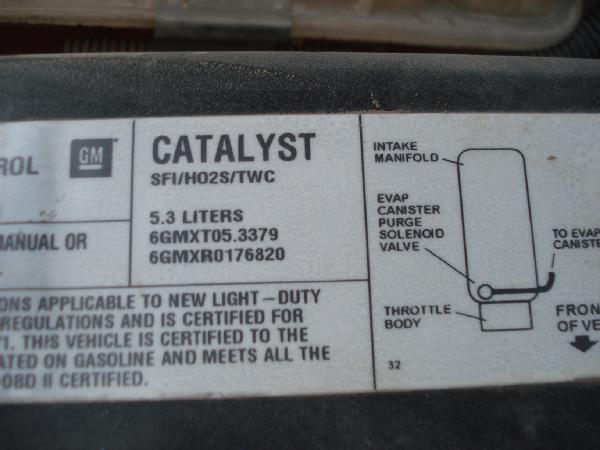 ROL
GM
CATALYST
SFI/HO2S/TWC
5.3 LITERS
6GMXT05.3379
6GMXR0176820
MANUAL OR
ONS APPLICABLE TO NEW LIGHT-DUTY
REGULATIONS AND IS CERTIFIED FOR
1. THIS VEHICLE IS CERTIFIED TO THE
ATED ON GASOLINE AND MEETS ALL THE
OBD II CERTIFIED.
INTAKE
MANIFOLD
EVAP
CANISTER
PURGE
SOLENOID
VALVE
TO EVAP
CANISTE
THROTTLE
BODY
FRON
OF VE
32